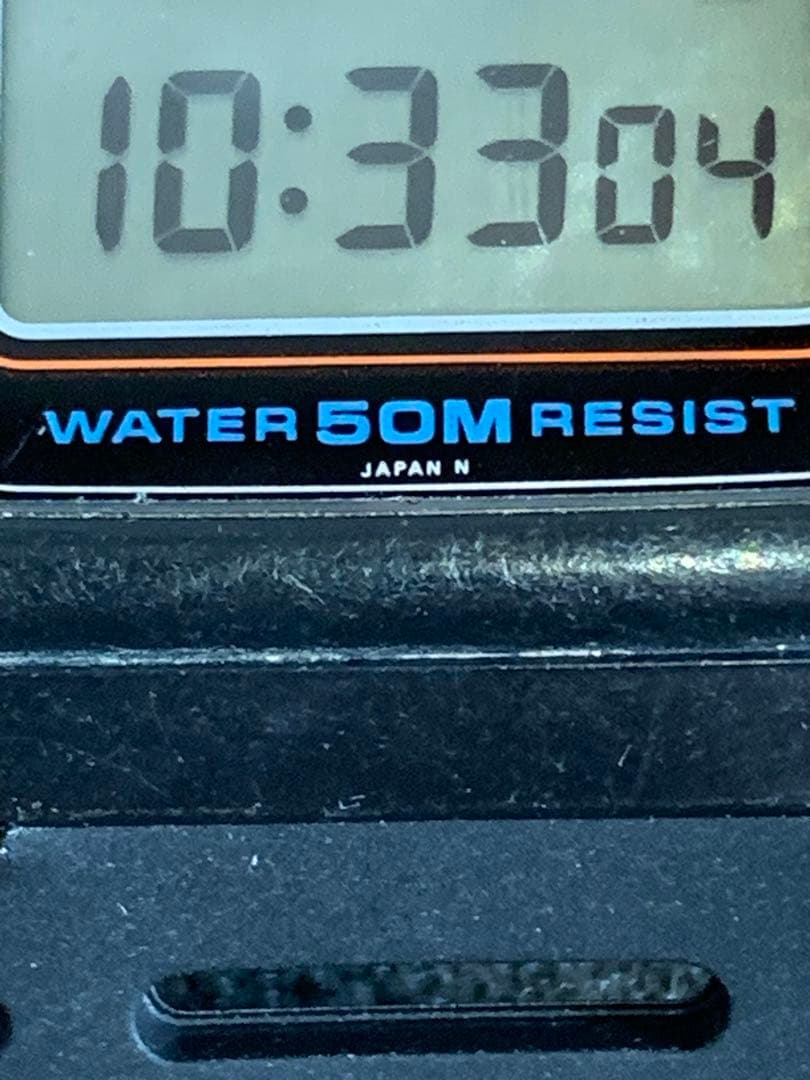 10:33 04
WATER 50M RESIST
JAPAN N